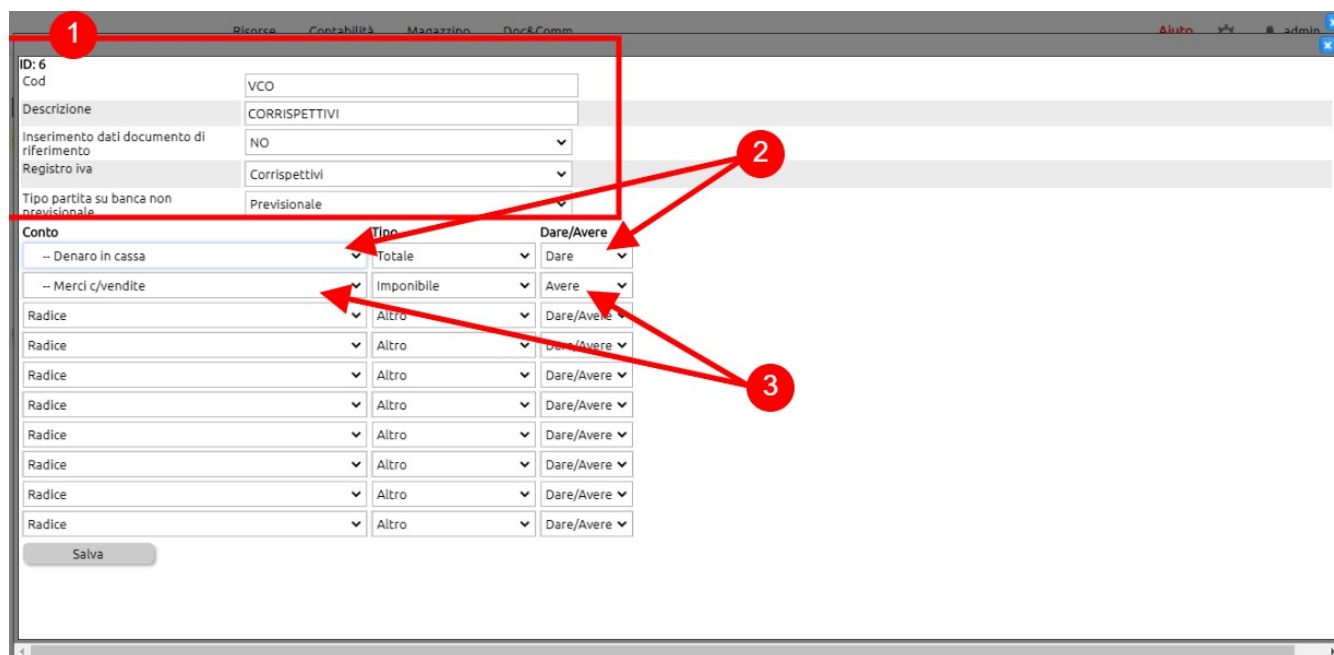 1
Risorse Contabilità Magazzino Doc&Comm Aiuto admin
ID: 6
Cod VCO
Descrizione CORRISPETTIVI
Inserimento dati documento di
riferimento NO
Registro iva Corrispettivi
2
Tipo partita su banca non
previsionale Previsionale
Conto Tipo Dare/Avere
-- Denaro in cassa Totale Dare
-- Merci c/vendite Imponibile Avere
Radice Altro Dare/Avere
Radice Altro Dare/Avere
Radice Altro Dare/Avere
3
Radice Altro Dare/Avere
Radice Altro Dare/Avere
Radice Altro Dare/Avere
Radice Altro Dare/Avere
Radice Altro Dare/Avere
Salva